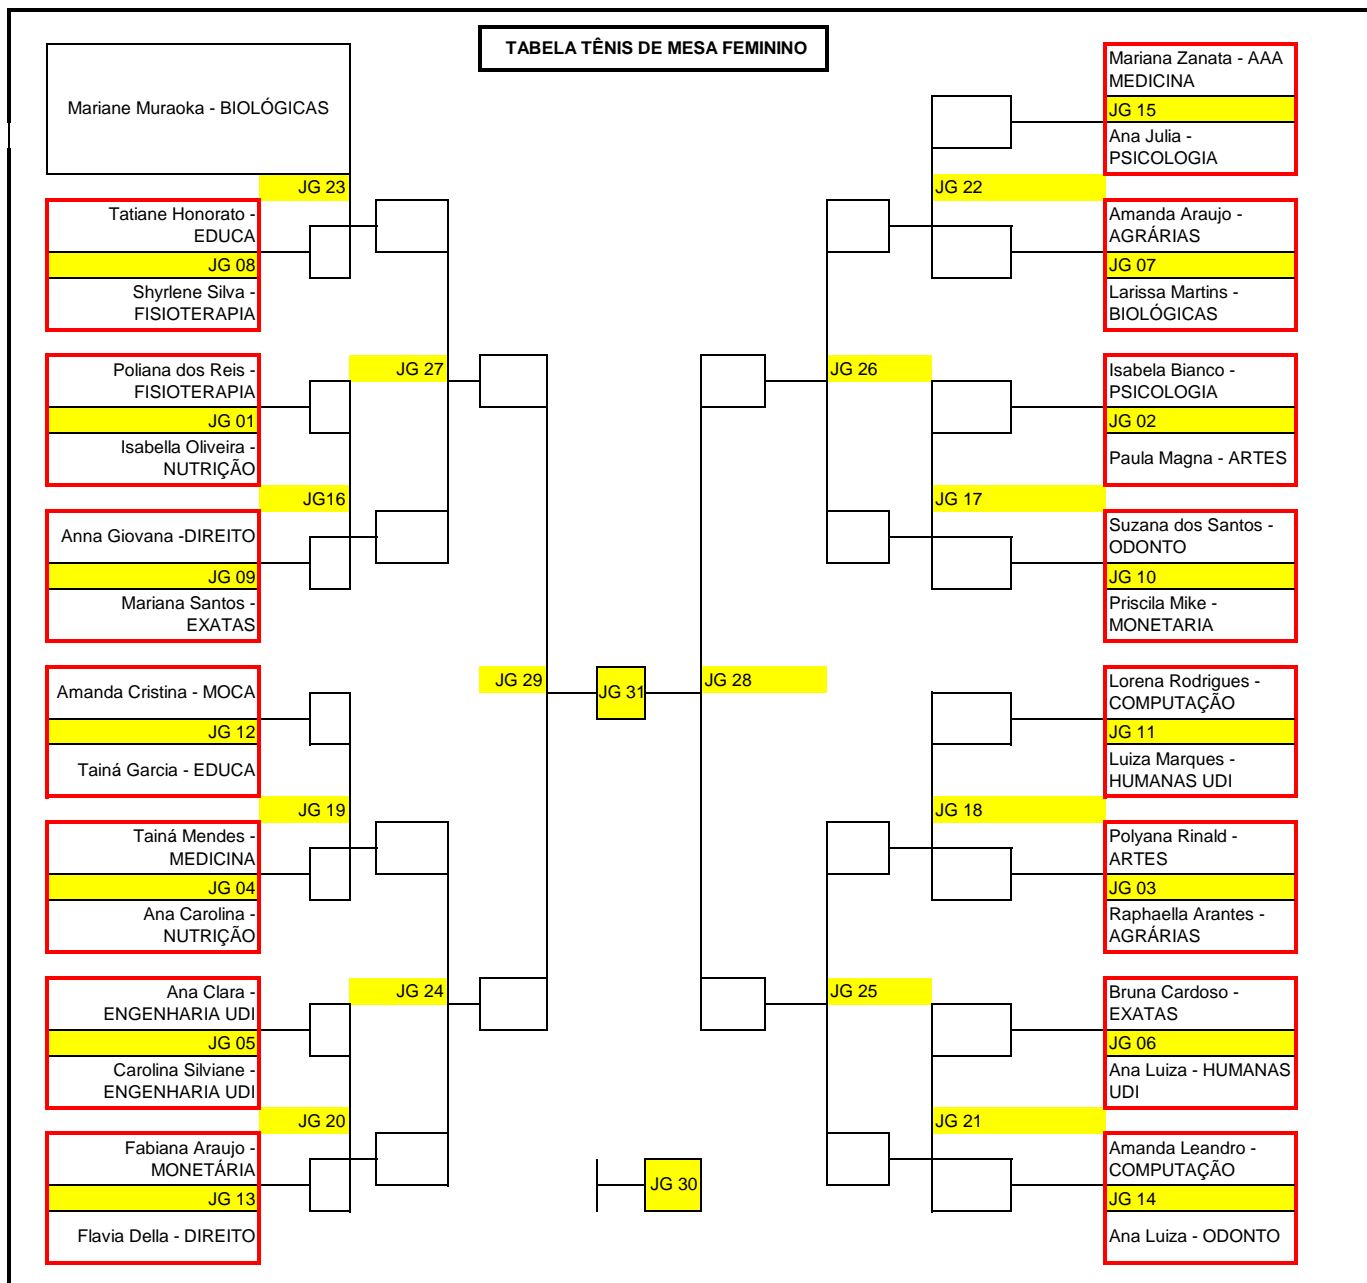 TABELA TÊNIS DE MESA FEMININO
Mariane Muraoka - BIOLÓGICAS
JG 23
Tatiane Honorato -
EDUCA
JG 08
Shyrlene Silva -
FISIOTERAPIA
Poliana dos Reis -
FISIOTERAPIA
JG 01
Isabella Oliveira -
NUTRIÇÃO
JG 27
JG16
Anna Giovana -DIREITO
JG 09
Mariana Santos -
EXATAS
Amanda Cristina - MOCA
JG 12
Tainá Garcia - EDUCA
JG 19
Tainá Mendes -
MEDICINA
JG 04
Ana Carolina -
NUTRIÇÃO
Ana Clara -
ENGENHARIA UDI
JG 05
Carolina Silviane -
ENGENHARIA UDI
JG 24
JG 20
Fabiana Araujo -
MONETÁRIA
JG 13
Flavia Della - DIREITO
JG 29
JG 31
JG 28
JG 30
Mariana Zanata - AAA
MEDICINA
JG 15
Ana Julia -
PSICOLOGIA
JG 22
Amanda Araujo -
AGRÁRIAS
JG 07
Larissa Martins -
BIOLÓGICAS
JG 26
Isabela Bianco -
PSICOLOGIA
JG 02
Paula Magna - ARTES
JG 17
Suzana dos Santos -
ODONTO
JG 10
Priscila Mike -
MONETARIA
Lorena Rodrigues -
COMPUTAÇÃO
JG 11
Luiza Marques -
HUMANAS UDI
JG 18
Polyana Rinald -
ARTES
JG 03
Raphaella Arantes -
AGRÁRIAS
JG 25
Bruna Cardoso -
EXATAS
JG 06
Ana Luiza - HUMANAS
UDI
JG 21
Amanda Leandro -
COMPUTAÇÃO
JG 14
Ana Luiza - ODONTO